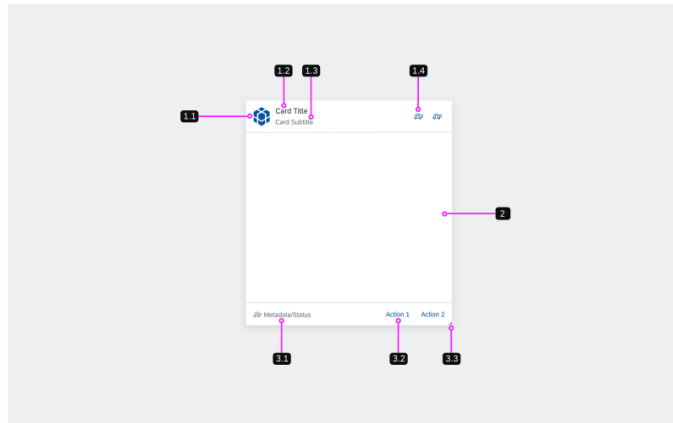 1.2
1.3
1.4
1.1
Card Title
Card Subtitle
2
Metadata/Status
Action 1
Action 2
3.1
3.2
3.3